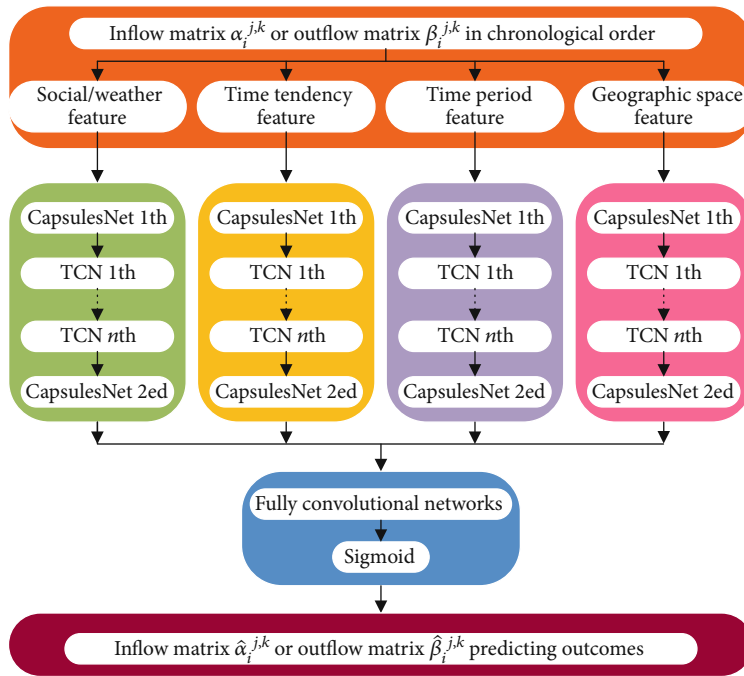 Inflow matrix α_i^{j,k} or outflow matrix β_i^{j,k} in chronological order
Social/weather
feature
Time tendency
feature
Time period
feature
Geographic space
feature
CapsulesNet 1th
TCN 1th
TCN nth
CapsulesNet 2ed
CapsulesNet 1th
TCN 1th
TCN nth
CapsulesNet 2ed
CapsulesNet 1th
TCN 1th
TCN nth
CapsulesNet 2ed
CapsulesNet 1th
TCN 1th
TCN nth
CapsulesNet 2ed
Fully convolutional networks
Sigmoid
Inflow matrix α̂_i^{j,k} or outflow matrix β̂_i^{j,k} predicting outcomes